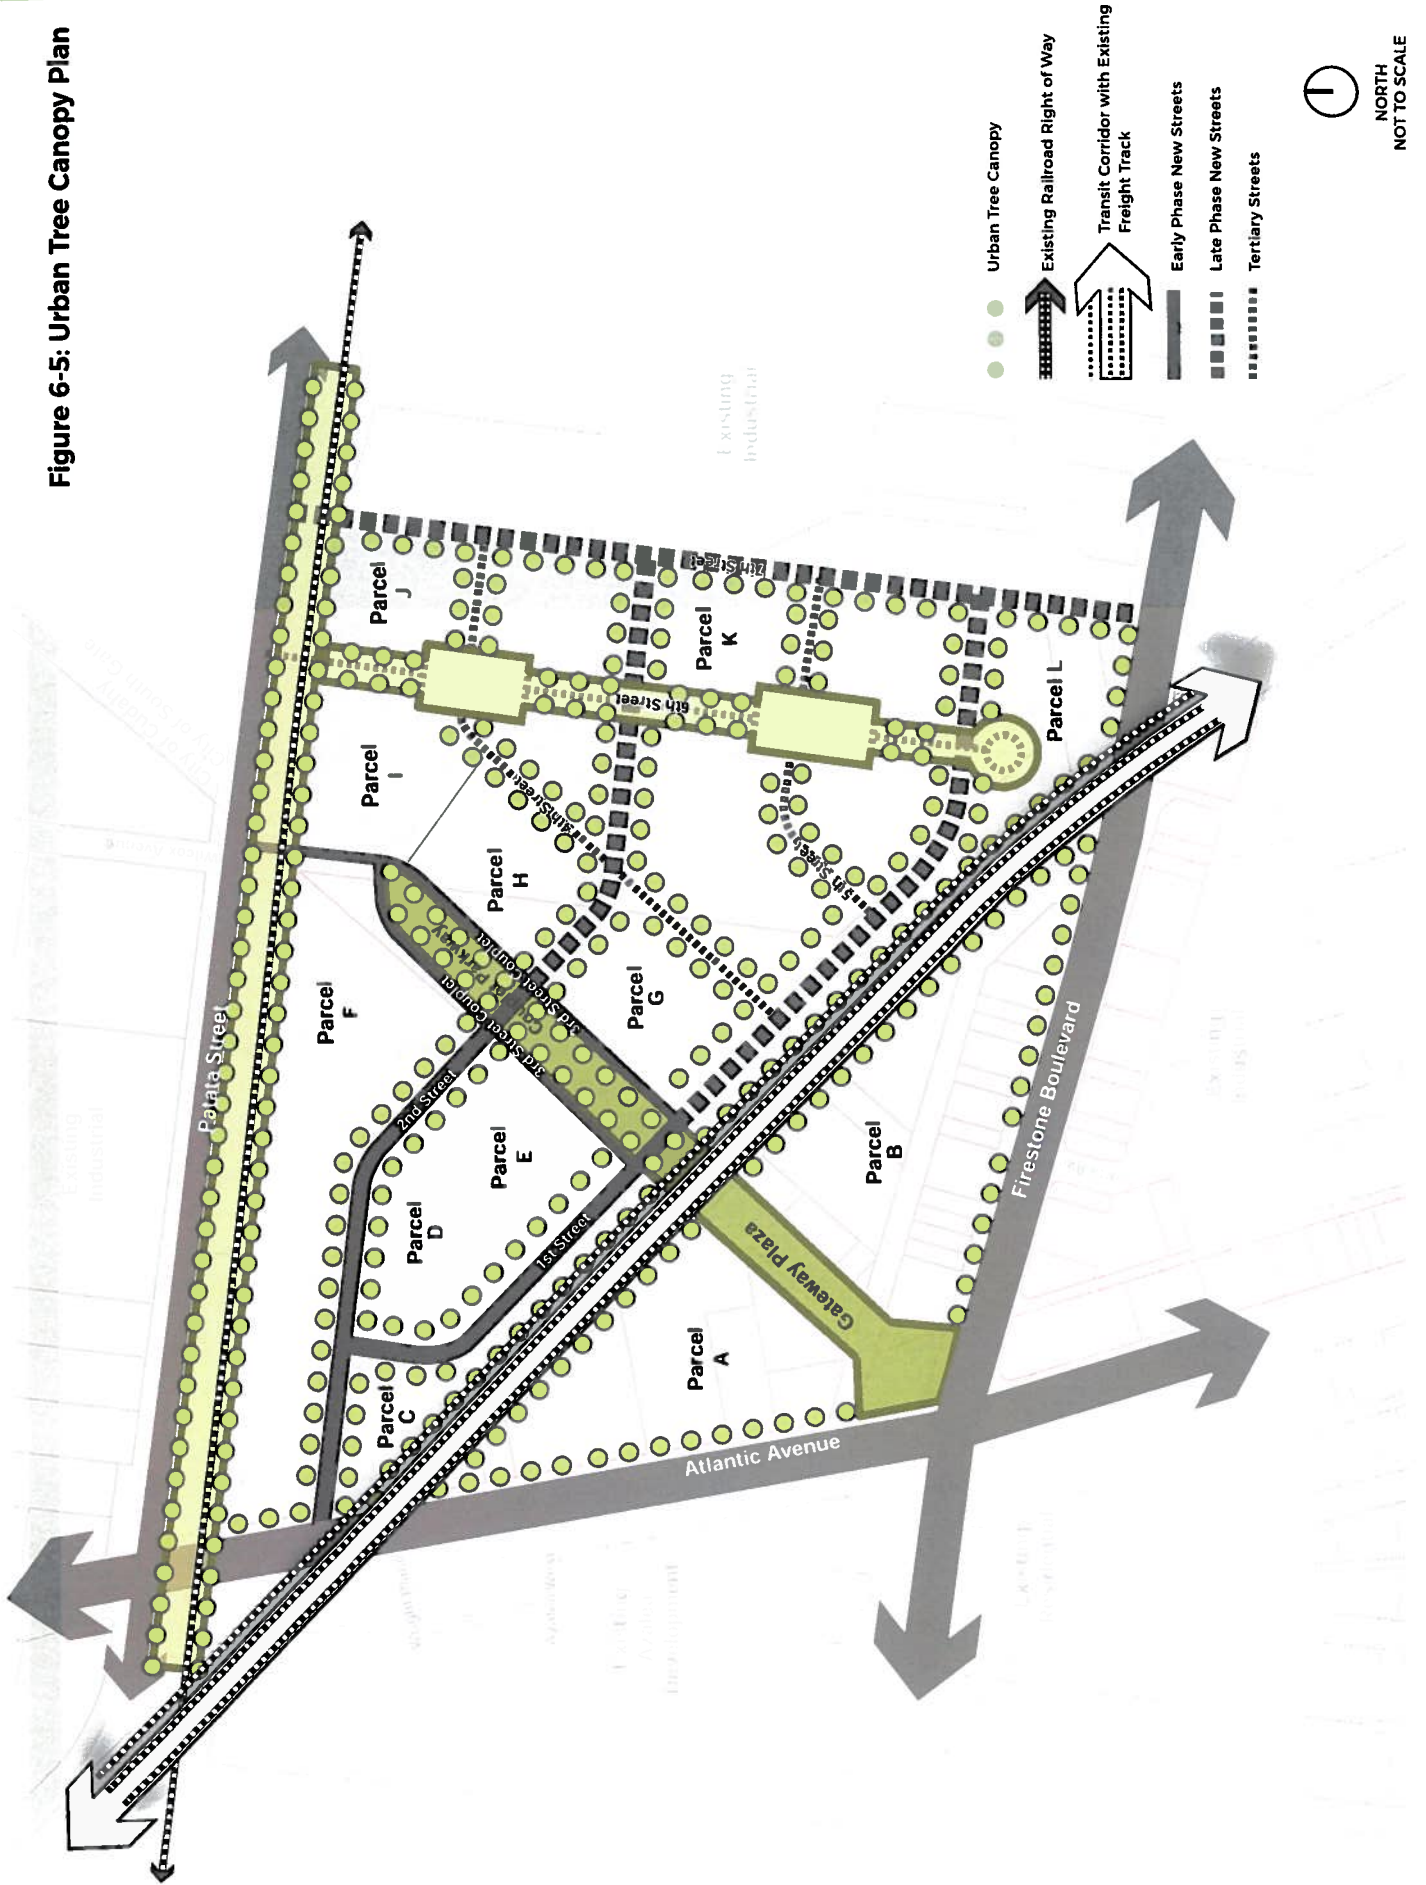 Figure 6-5: Urban Tree Canopy Plan
Patata Street
Parcel
F
Parcel
I
Parcel
J
Parcel
C
Parcel
D
Parcel
E
Parcel
H
Parcel
G
Parcel
K
Parcel L
Parcel
A
Parcel
B
1st Street
2nd Street
3rd Street Couplet
3rd Street Couplet
Parkway
4th Street
5th Street
6th Street
7th Street
Gateway Plaza
Atlantic Avenue
Firestone Boulevard
Existing
Industrial
Urban Tree Canopy
Existing Railroad Right of Way
Transit Corridor with Existing
Freight Track
Early Phase New Streets
Late Phase New Streets
Tertiary Streets
NORTH
NOT TO SCALE